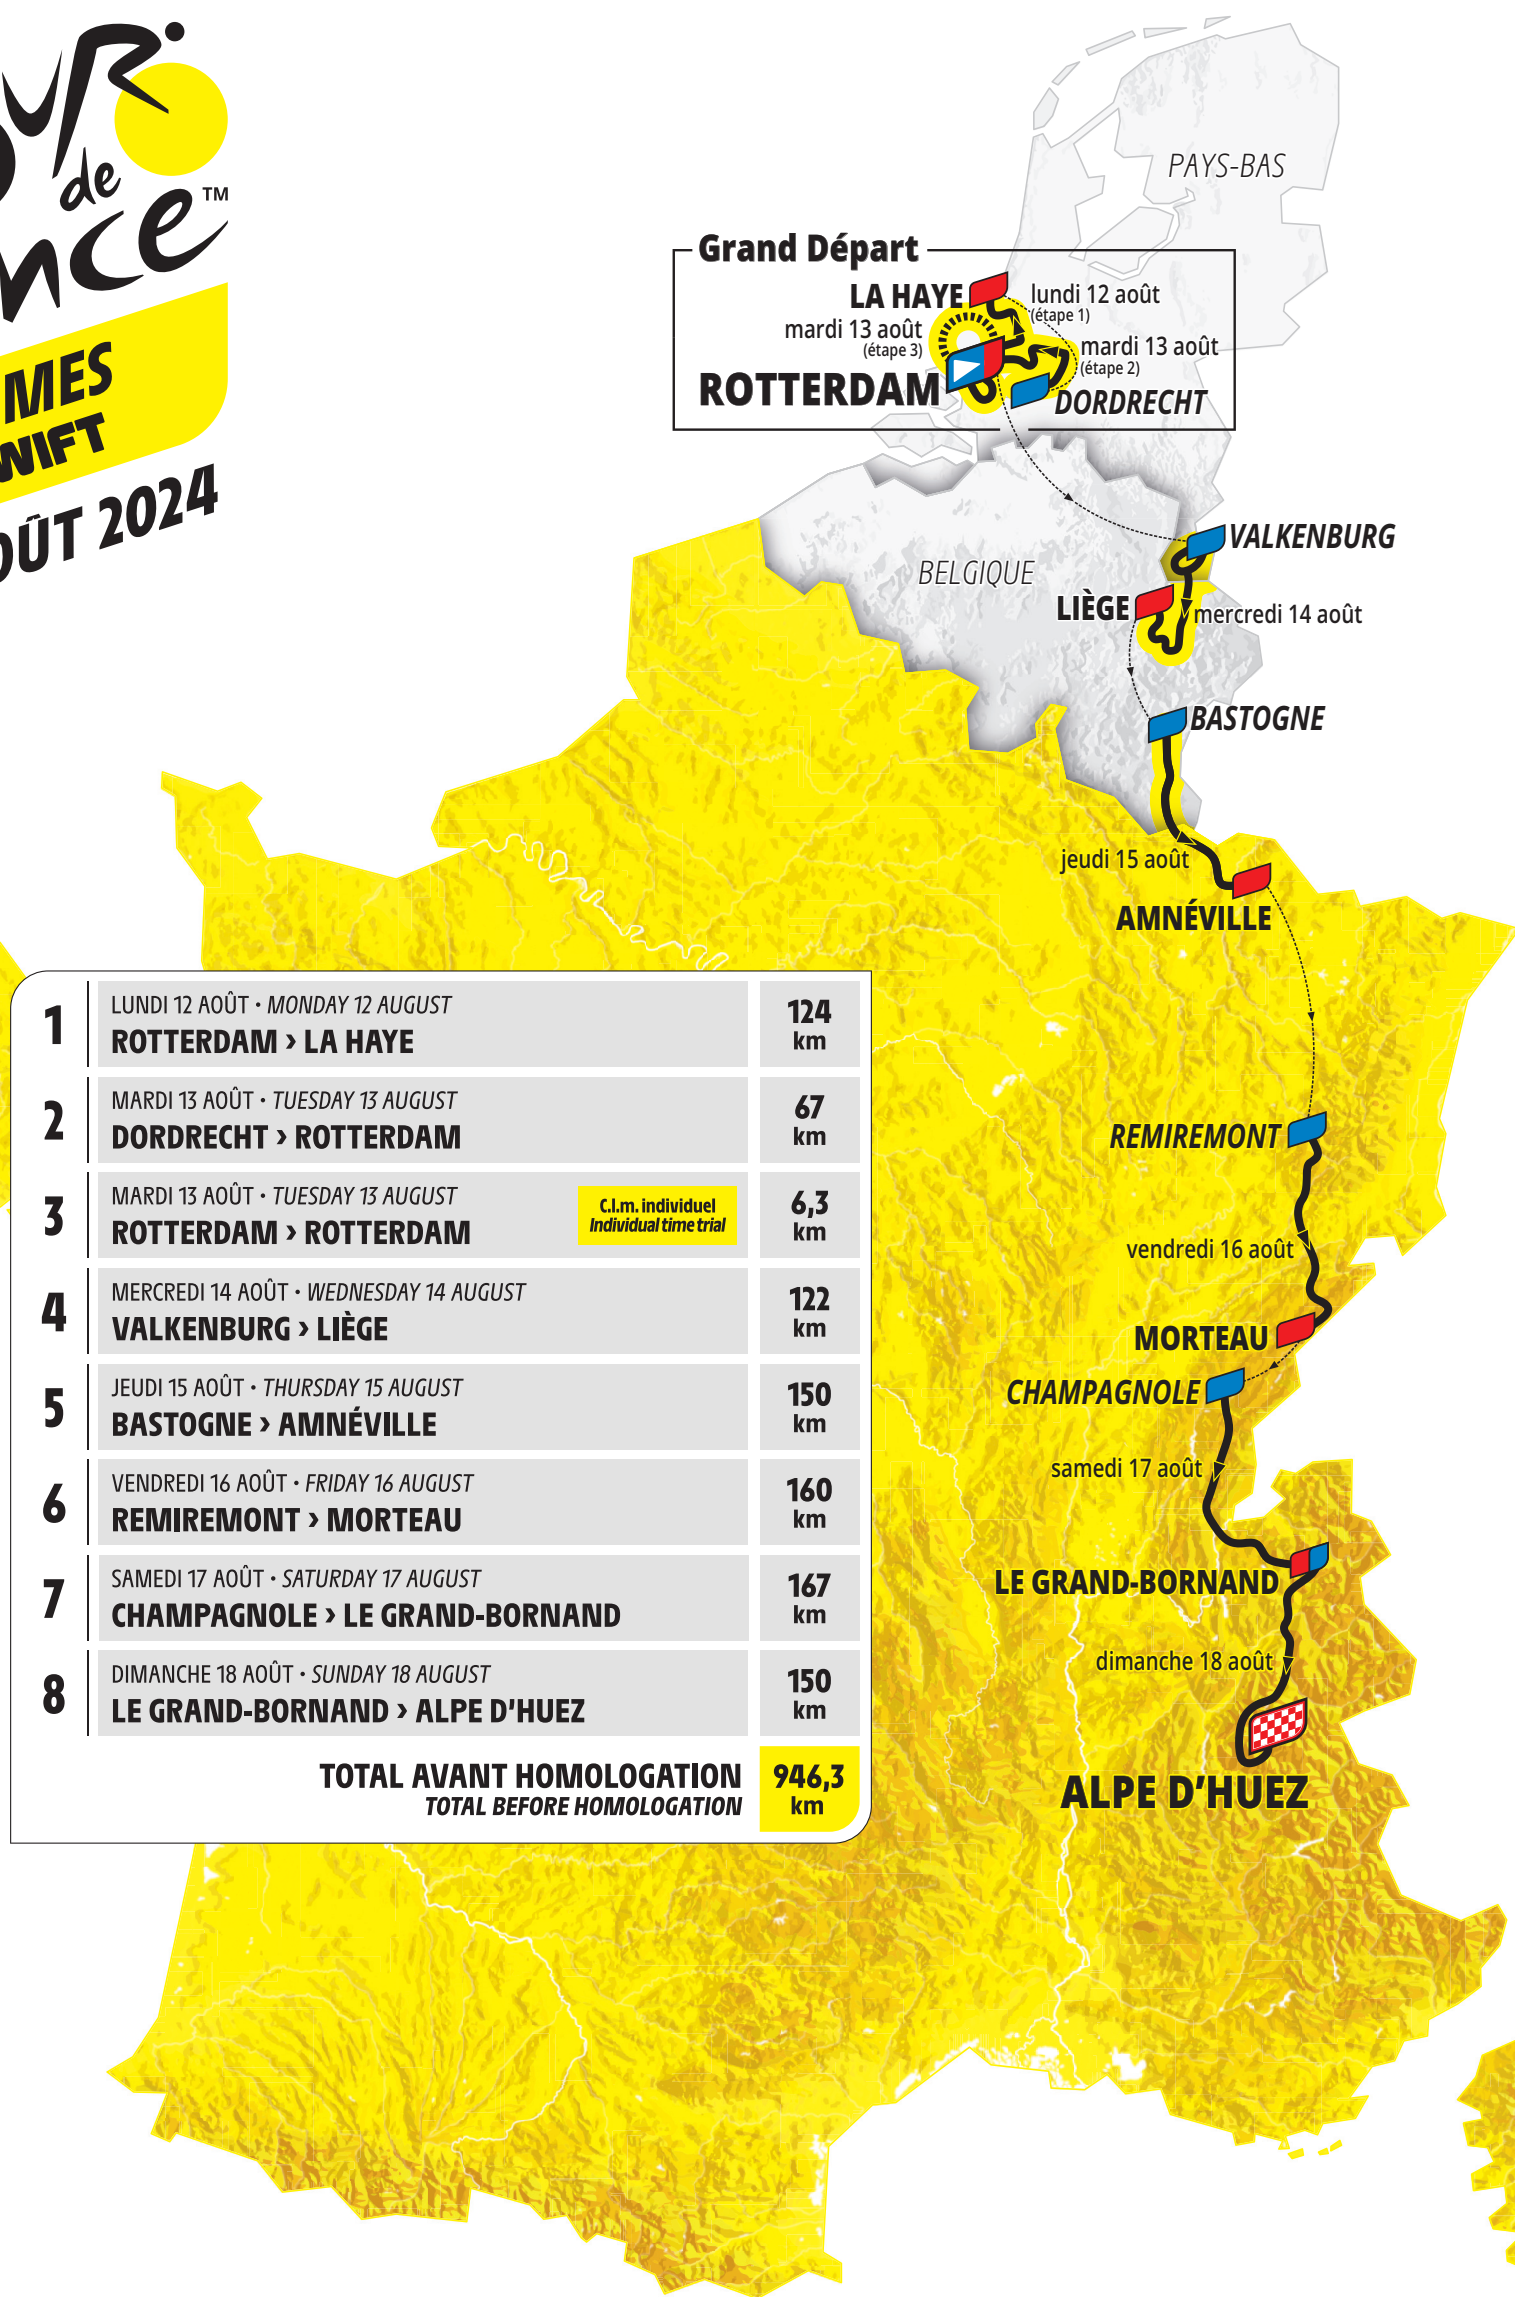 de
TM
MES
WIFT
OÛT 2024
PAYS-BAS
Grand Départ
LA HAYE
lundi 12 août
(étape 1)
mardi 13 août
(étape 3)
mardi 13 août
(étape 2)
ROTTERDAM
DORDRECHT
BELGIQUE
VALKENBURG
LIÈGE
mercredi 14 août
BASTOGNE
jeudi 15 août
AMNÉVILLE
REMIREMONT
vendredi 16 août
MORTEAU
CHAMPAGNOLE
samedi 17 août
LE GRAND-BORNAND
dimanche 18 août
ALPE D'HUEZ
1
LUNDI 12 AOÛT • MONDAY 12 AUGUST
ROTTERDAM › LA HAYE
124
km
2
MARDI 13 AOÛT • TUESDAY 13 AUGUST
DORDRECHT › ROTTERDAM
67
km
3
MARDI 13 AOÛT • TUESDAY 13 AUGUST
ROTTERDAM › ROTTERDAM
C.l.m. individuel
Individual time trial
6,3
km
4
MERCREDI 14 AOÛT • WEDNESDAY 14 AUGUST
VALKENBURG › LIÈGE
122
km
5
JEUDI 15 AOÛT • THURSDAY 15 AUGUST
BASTOGNE › AMNÉVILLE
150
km
6
VENDREDI 16 AOÛT • FRIDAY 16 AUGUST
REMIREMONT › MORTEAU
160
km
7
SAMEDI 17 AOÛT • SATURDAY 17 AUGUST
CHAMPAGNOLE › LE GRAND-BORNAND
167
km
8
DIMANCHE 18 AOÛT • SUNDAY 18 AUGUST
LE GRAND-BORNAND › ALPE D'HUEZ
150
km
TOTAL AVANT HOMOLOGATION
TOTAL BEFORE HOMOLOGATION
946,3
km